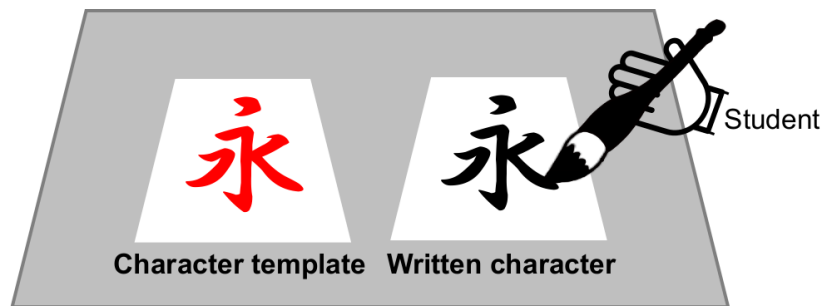 永 永
Student
Character template Written character